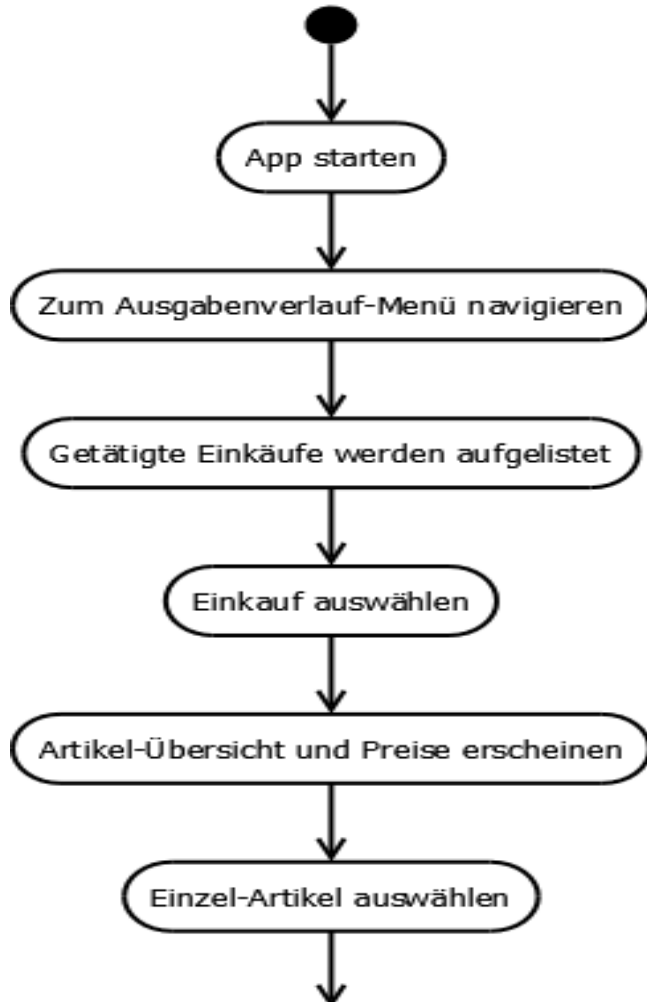 App starten
Zum Ausgabenverlauf-Menü navigieren
Getätigte Einkäufe werden aufgelistet
Einkauf auswählen
Artikel-Übersicht und Preise erscheinen
Einzel-Artikel auswählen